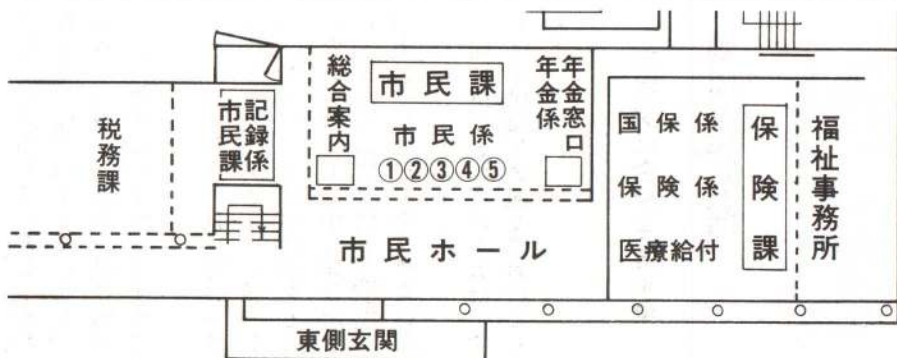 税務課
市民課
記録係
総合案内
市民課
市民係
①②③④⑤
年金窓口
年金係
国保係
保険係
医療給付
保険課
福祉事務所
市民ホール
東側玄関